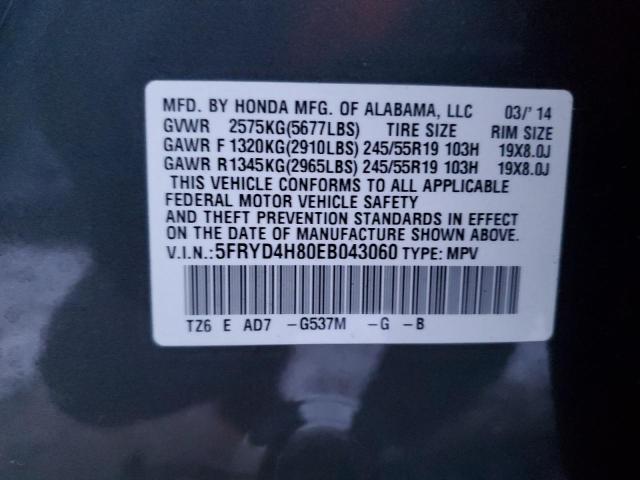 MFD. BY HONDA MFG. OF ALABAMA, LLC 03/' 14
GVWR 2575KG(5677LBS) TIRE SIZE RIM SIZE
GAWR F 1320KG(2910LBS) 245/55R19 103H 19X8.0J
GAWR R1345KG(2965LBS) 245/55R19 103H 19X8.0J
THIS VEHICLE CONFORMS TO ALL APPLICABLE
FEDERAL MOTOR VEHICLE SAFETY
AND THEFT PREVENTION STANDARDS IN EFFECT
ON THE DATE OF MANUFACTURE SHOWN ABOVE.
V.I.N.: 5FRYD4H80EB043060 TYPE: MPV
TZ6 E AD7 –G537M –G –B